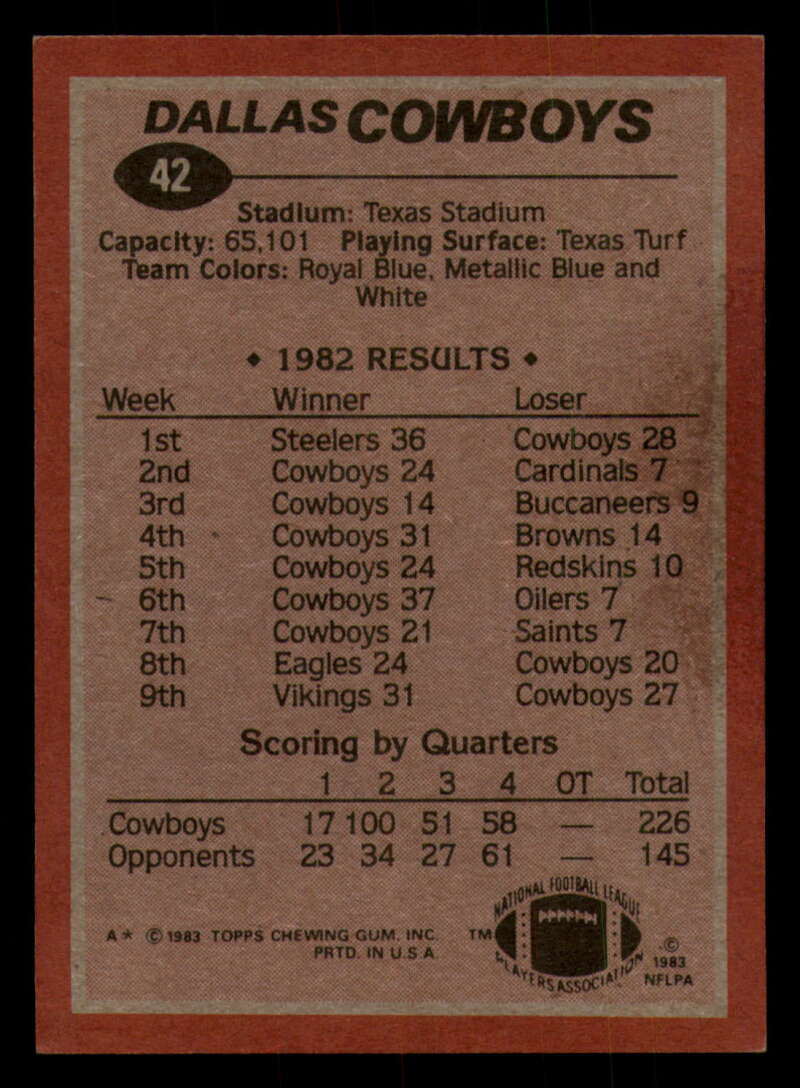 DALLAS COWBOYS
42
Stadium: Texas Stadium
Capacity: 65,101 Playing Surface: Texas Turf
Team Colors: Royal Blue, Metallic Blue and
White
◆ 1982 RESULTS ◆
Week Winner Loser
1st Steelers 36 Cowboys 28
2nd Cowboys 24 Cardinals 7
3rd Cowboys 14 Buccaneers 9
4th Cowboys 31 Browns 14
5th Cowboys 24 Redskins 10
6th Cowboys 37 Oilers 7
7th Cowboys 21 Saints 7
8th Eagles 24 Cowboys 20
9th Vikings 31 Cowboys 27
Scoring by Quarters
1 2 3 4 OT Total
Cowboys 17 100 51 58 — 226
Opponents 23 34 27 61 — 145
A* © 1983 TOPPS CHEWING GUM, INC.
PRTD. IN U.S.A.
TM
NATIONAL FOOTBALL LEAGUE
PLAYERS ASSOCIATION
©
1983
NFLPA